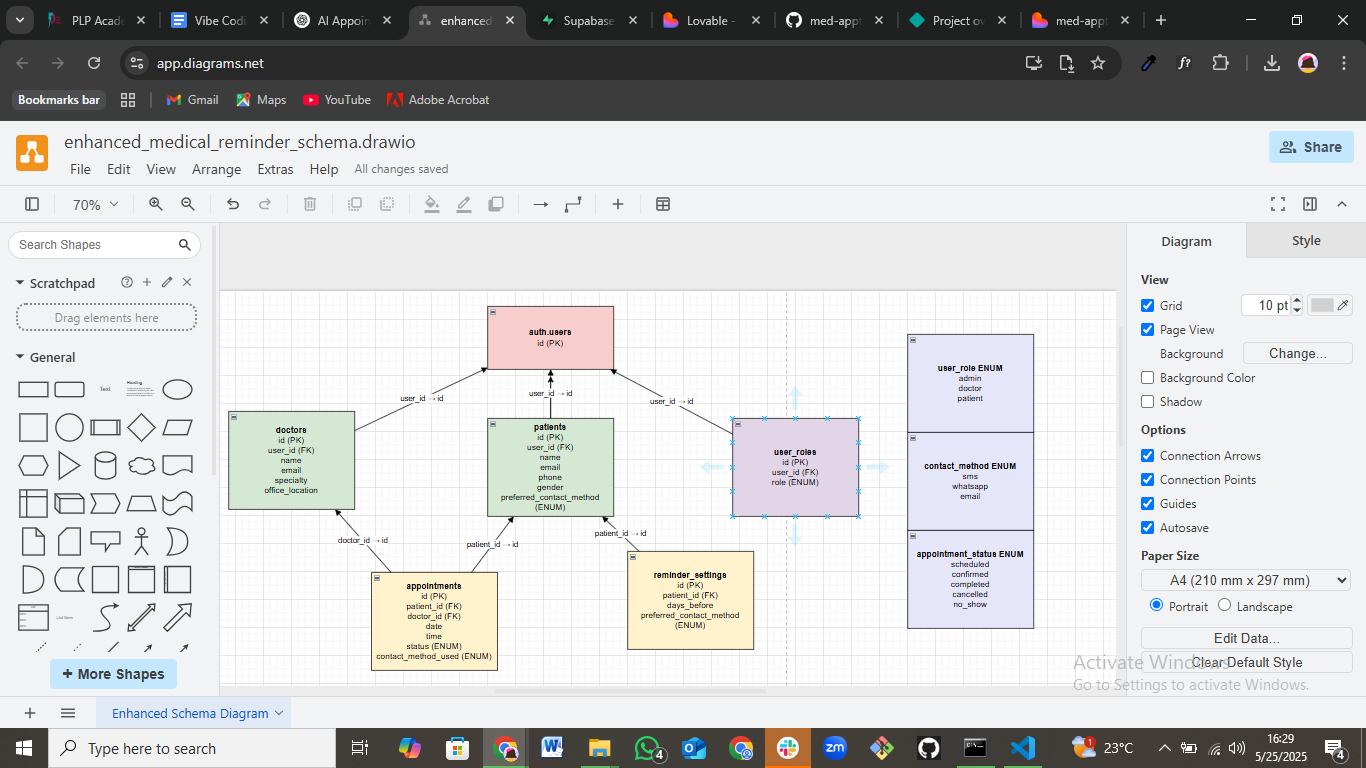 PLP Acade
Vibe Codi
AI Appoin
enhanced
Supabase
Lovable -
med-appt
Project ov
med-appt
app.diagrams.net
f?
Bookmarks bar
Gmail
Maps
YouTube
Adobe Acrobat
enhanced_medical_reminder_schema.drawio
Share
File Edit View Arrange Extras Help All changes saved
70%
Search Shapes
Scratchpad
Drag elements here
General
Text
Heading
List
List Item
+ More Shapes
auth.users
id (PK)
user_id → id
user_id → id
user_id → id
doctors
id (PK)
user_id (FK)
name
email
specialty
office_location
patients
id (PK)
user_id (FK)
name
email
phone
gender
preferred_contact_method
(ENUM)
user_roles
id (PK)
user_id (FK)
role (ENUM)
doctor_id → id
patient_id → id
patient_id → id
appointments
id (PK)
patient_id (FK)
doctor_id (FK)
date
time
status (ENUM)
contact_method_used (ENUM)
reminder_settings
id (PK)
patient_id (FK)
days_before
preferred_contact_method
(ENUM)
user_role ENUM
admin
doctor
patient
contact_method ENUM
sms
whatsapp
email
appointment_status ENUM
scheduled
confirmed
completed
cancelled
no_show
Diagram
Style
View
Grid
10 pt
Page View
Background
Change...
Background Color
Shadow
Options
Connection Arrows
Connection Points
Guides
Autosave
Paper Size
A4 (210 mm x 297 mm)
Portrait
Landscape
Edit Data...
Clear Default Style
Activate Windows
Go to Settings to activate Windows.
Enhanced Schema Diagram
Type here to search
4
zm
1
23°C
16:29
5/25/2025
4